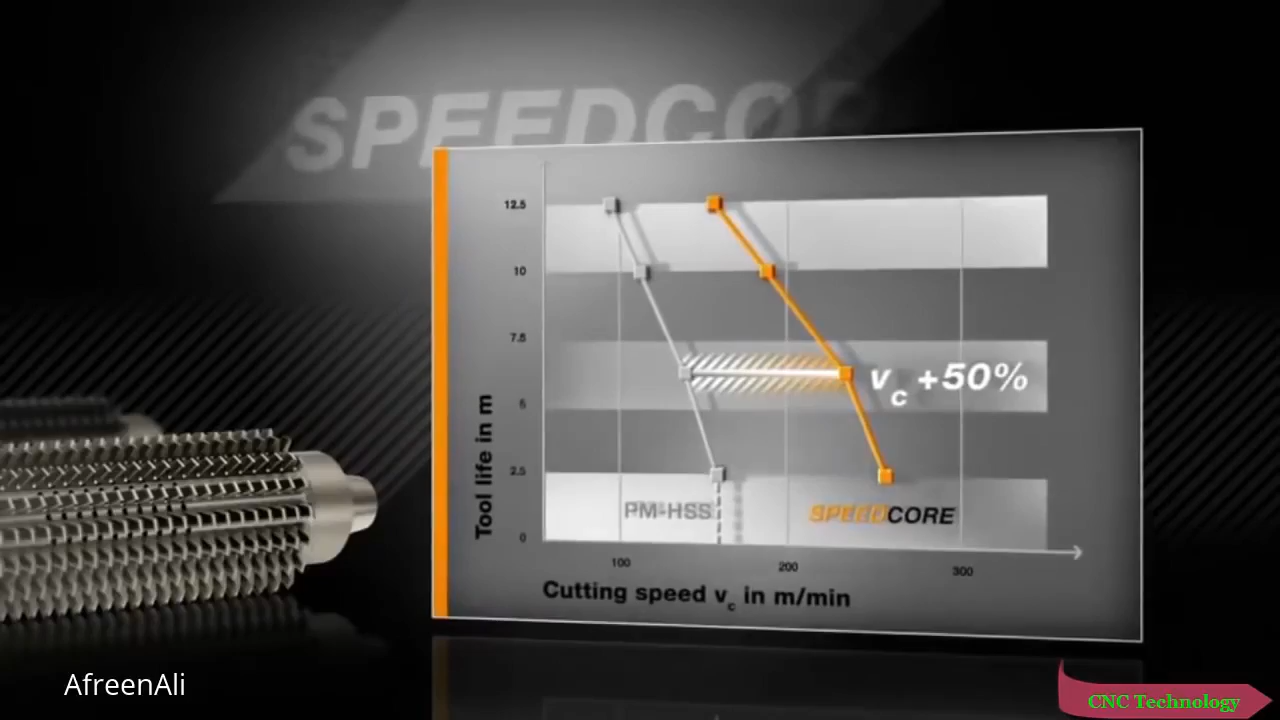 SPEEDCORE
12.5
10
7.5
5
2.5
0
Tool life in m
vc +50%
PM-HSS
SPEEDCORE
100
200
300
Cutting speed vc in m/min
AfreenAli
CNC Technology